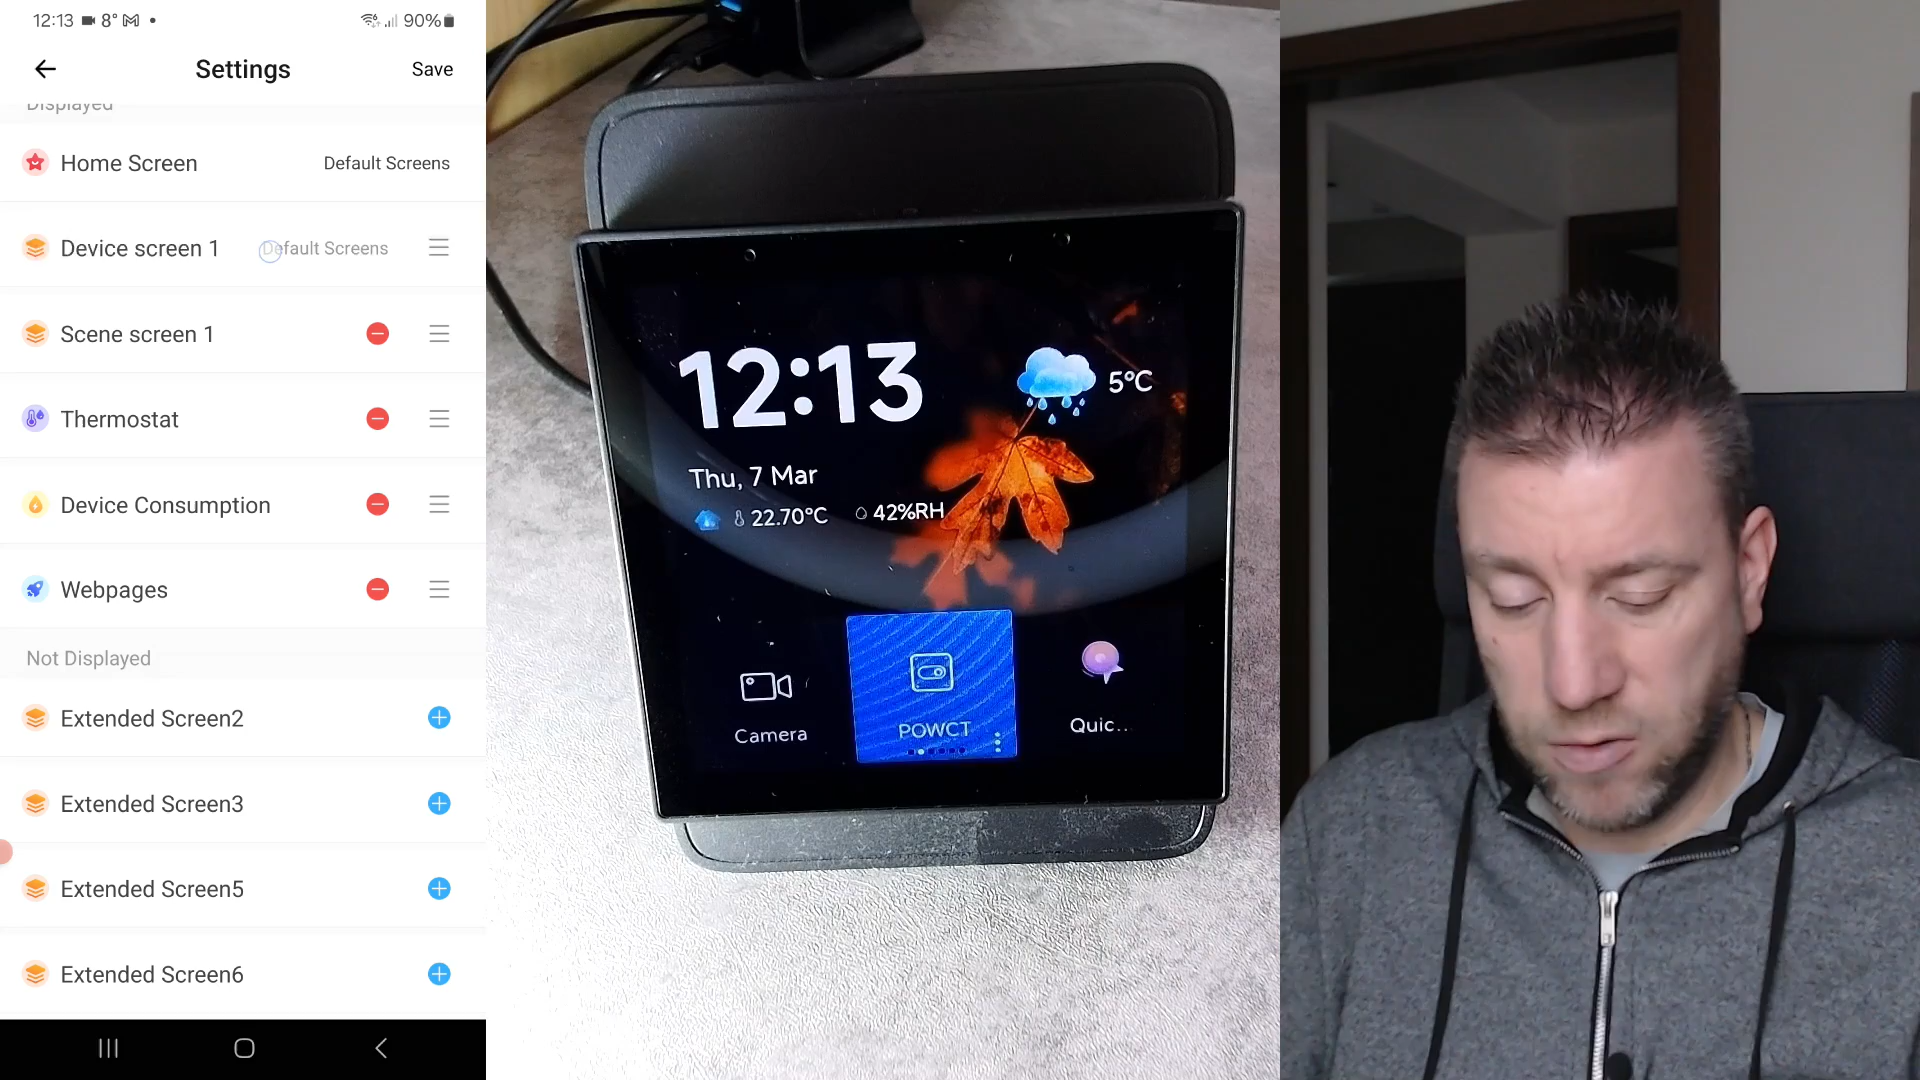 12:13 8° 90%
Settings Save
Displayed
Home Screen Default Screens
Device screen 1 Default Screens
Scene screen 1
Thermostat
Device Consumption
Webpages
Not Displayed
Extended Screen2
Extended Screen3
Extended Screen5
Extended Screen6
12:13 5°C
Thu, 7 Mar
22.70°C 42%RH
Camera POWCT Quic...